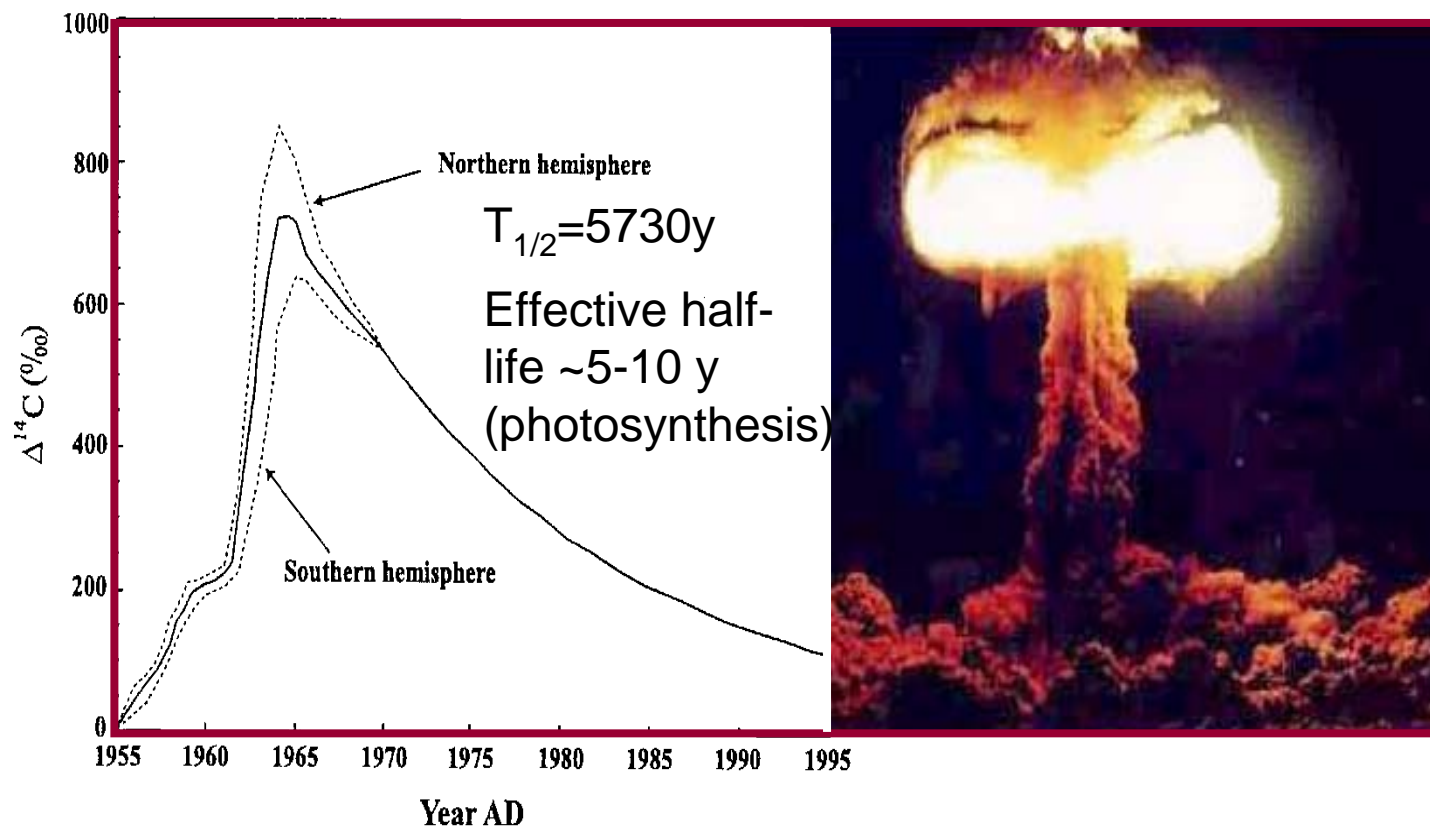 1000
800
600
400
200
0
Δ¹⁴C (‰)
Northern hemisphere
T₁/₂=5730y
Effective half-
life ~5-10 y
(photosynthesis)
Southern hemisphere
1955 1960 1965 1970 1975 1980 1985 1990 1995
Year AD